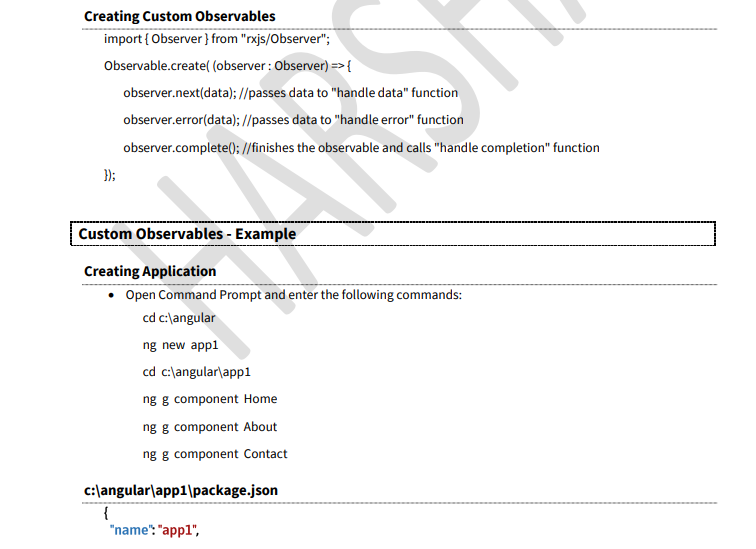 Creating Custom Observables
import { Observer } from "rxjs/Observer";
Observable.create( (observer : Observer) => {
observer.next(data); //passes data to "handle data" function
observer.error(data); //passes data to "handle error" function
observer.complete(); //finishes the observable and calls "handle completion" function
});
Custom Observables - Example
Creating Application
• Open Command Prompt and enter the following commands:
cd c:\angular
ng new app1
cd c:\angular\app1
ng g component Home
ng g component About
ng g component Contact
c:\angular\app1\package.json
{
"name": "app1",
HARSHA